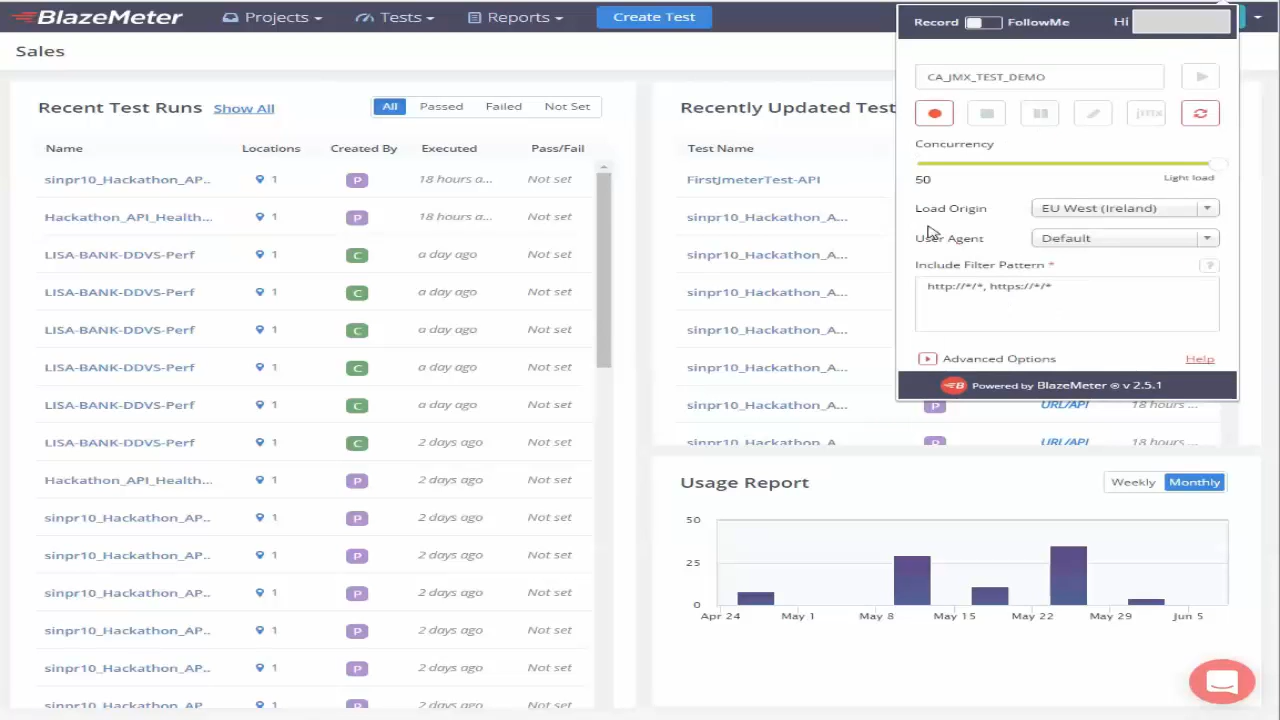 BlazeMeter Projects Tests Reports Create Test
Sales
Recent Test Runs Show All All Passed Failed Not Set
Name Locations Created By Executed Pass/Fail
sinpr10_Hackathon_AP.. 1 P 18 hours a... Not set
Hackathon_API_Health... 1 P 18 hours a... Not set
LISA-BANK-DDVS-Perf 1 C a day ago Not set
LISA-BANK-DDVS-Perf 1 C a day ago Not set
LISA-BANK-DDVS-Perf 1 C a day ago Not set
LISA-BANK-DDVS-Perf 1 C a day ago Not set
LISA-BANK-DDVS-Perf 1 C a day ago Not set
LISA-BANK-DDVS-Perf 1 C 2 days ago Not set
Hackathon_API_Health... 1 P 2 days ago Not set
sinpr10_Hackathon_AP.. 1 P 2 days ago Not set
sinpr10_Hackathon_AP.. 1 P 2 days ago Not set
sinpr10_Hackathon_AP.. 1 P 2 days ago Not set
sinpr10_Hackathon_AP.. 1 P 2 days ago Not set
sinpr10_Hackathon_AP.. 1 P 2 days ago Not set
sinpr10_Hackathon_AP 1 P 2 days ago Not set
Recently Updated Test
Test Name
FirstJmeterTest-API
sinpr10_Hackathon_A...
sinpr10_Hackathon_A...
sinpr10_Hackathon_A...
sinpr10_Hackathon_A...
sinpr10_Hackathon_A...
sinpr10_Hackathon_A... P URL/API 18 hours ...
sinpr10_Hackathon_A P URL/API 18 hours ...
Record FollowMe Hi
CA_JMX_TEST_DEMO
jmx
Concurrency
50 Light load
Load Origin EU West (Ireland)
User Agent Default
Include Filter Pattern * ?
http://*/*, https://*/*
Advanced Options Help
Powered by BlazeMeter ® v 2.5.1
Usage Report Weekly Monthly
50
25
0
Apr 24 May 1 May 8 May 15 May 22 May 29 Jun 5